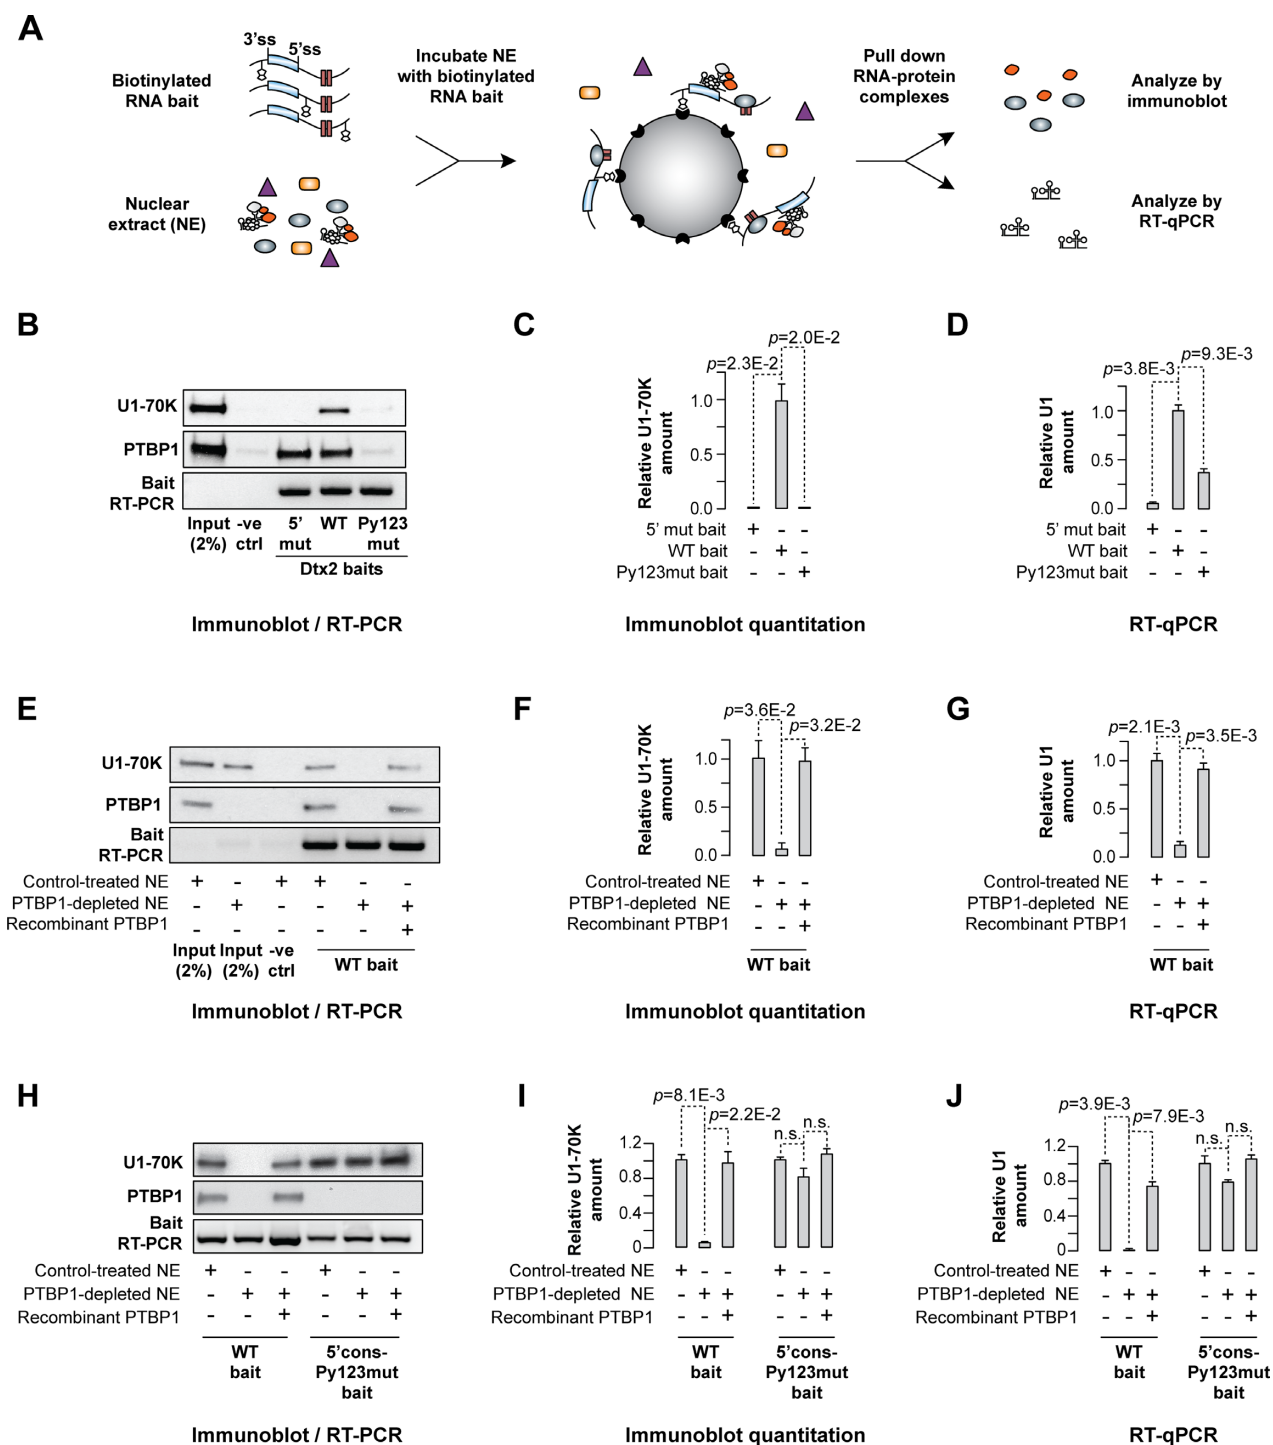 A
3'ss
5'ss
Biotinylated
RNA bait
Incubate NE
with biotinylated
RNA bait
Pull down
RNA-protein
complexes
Analyze by
immunoblot
Nuclear
extract (NE)
Analyze by
RT-qPCR
B
U1-70K
PTBP1
Bait
RT-PCR
Input -ve 5' WT Py123
(2%) ctrl mut mut
Dtx2 baits
Immunoblot / RT-PCR
C
p=2.0E-2
p=2.3E-2
Relative U1-70K
amount
1.0
0.5
0.0
5' mut bait + - -
WT bait - + -
Py123mut bait - - +
Immunoblot quantitation
D
p=9.3E-3
p=3.8E-3
Relative U1
amount
1.0
0.5
0.0
5' mut bait + - -
WT bait - + -
Py123mut bait - - +
RT-qPCR
E
U1-70K
PTBP1
Bait
RT-PCR
Control-treated NE + - + + - -
PTBP1-depleted NE - + - - + +
Recombinant PTBP1 - - - - - +
Input Input -ve
(2%) (2%) ctrl
WT bait
Immunoblot / RT-PCR
F
p=3.6E-2
p=3.2E-2
Relative U1-70K
amount
1.0
0.5
0.0
Control-treated NE + - -
PTBP1-depleted NE - + +
Recombinant PTBP1 - - +
WT bait
Immunoblot quantitation
G
p=2.1E-3
p=3.5E-3
Relative U1
amount
1.0
0.5
0.0
Control-treated NE + - -
PTBP1-depleted NE - + +
Recombinant PTBP1 - - +
WT bait
RT-qPCR
H
U1-70K
PTBP1
Bait
RT-PCR
Control-treated NE + - - + - -
PTBP1-depleted NE - + + - + +
Recombinant PTBP1 - - + - - +
WT
bait
5'cons-
Py123mut
bait
Immunoblot / RT-PCR
I
p=8.1E-3
p=2.2E-2
n.s.
n.s.
Relative U1-70K
amount
1.2
0.8
0.4
0
Control-treated NE + - - + - -
PTBP1-depleted NE - + + - + +
Recombinant PTBP1 - - + - - +
WT
bait
5'cons-
Py123mut
bait
Immunoblot quantitation
J
p=3.9E-3
p=7.9E-3
n.s.
n.s.
Relative U1
amount
1.2
0.8
0.4
0
Control-treated NE + - - + - -
PTBP1-depleted NE - + + - + +
Recombinant PTBP1 - - + - - +
WT
bait
5'cons-
Py123mut
bait
RT-qPCR